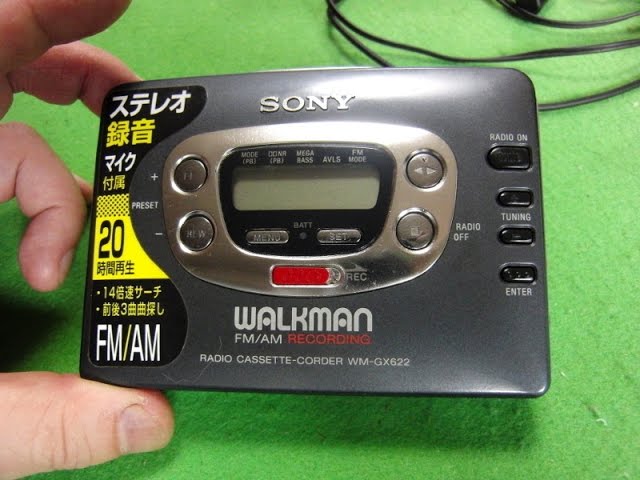 SONY
ステレオ
録音
マイク
付属
20
時間再生
・14倍速サーチ
・前後3曲曲探し
FM/AM
MODE (PB)
DDNR (PB)
MEGA BASS
AVLS
FM MODE
+
PRESET
−
BATT
MENU
SET
REC
RADIO ON
TUNING
RADIO OFF
ENTER
WALKMAN
FM/AM RECORDING
RADIO CASSETTE-CORDER WM-GX622